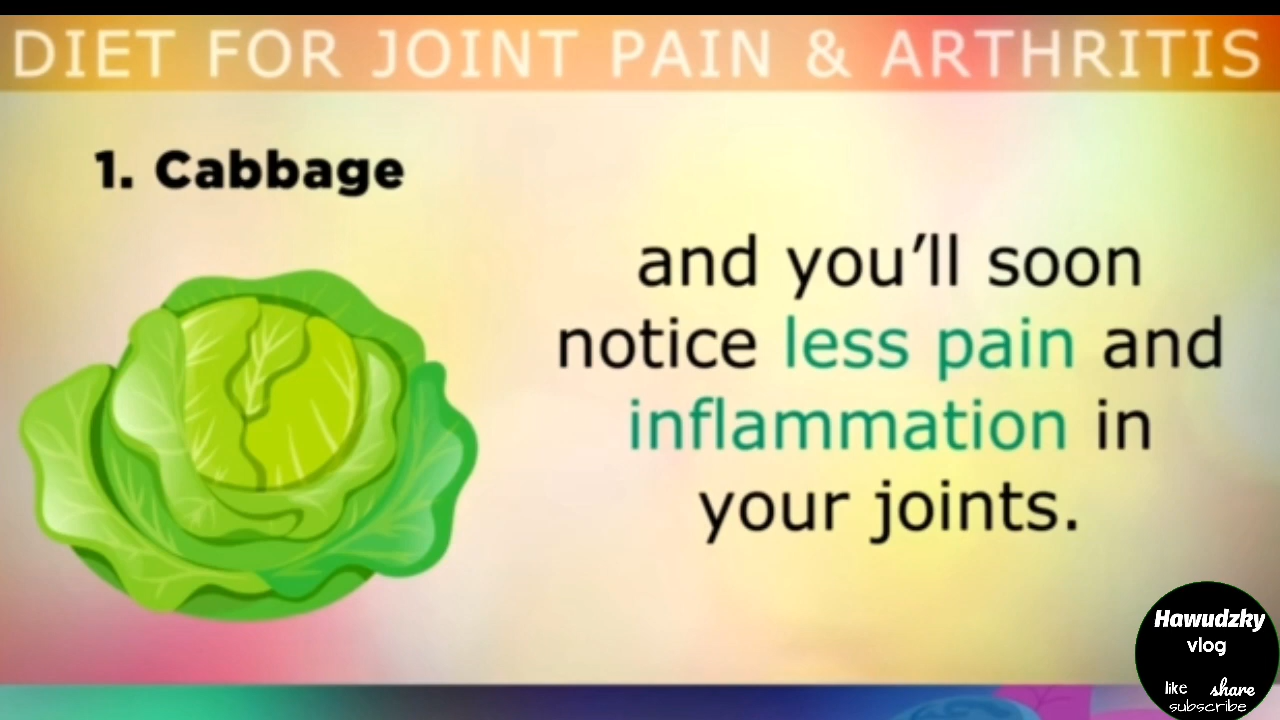 DIET FOR JOINT PAIN & ARTHRITIS
1. Cabbage
and you’ll soon
notice less pain and
inflammation in
your joints.
Hawudzky
vlog
like share
subscribe